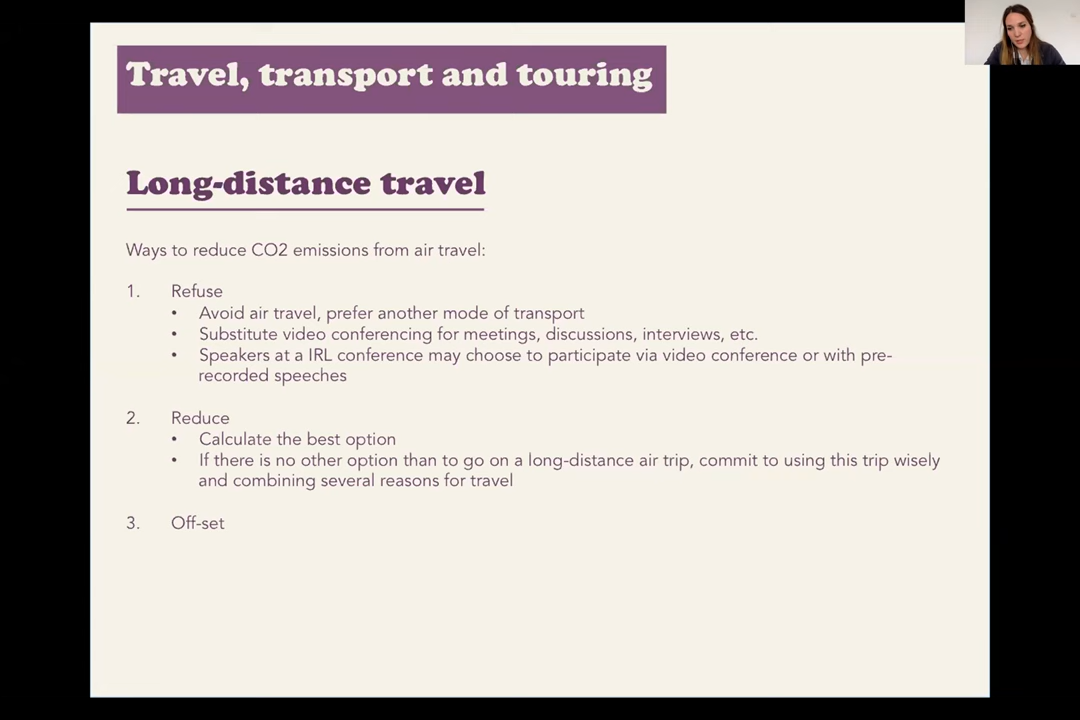 Travel, transport and touring
Long-distance travel
Ways to reduce CO2 emissions from air travel:
1. Refuse
• Avoid air travel, prefer another mode of transport
• Substitute video conferencing for meetings, discussions, interviews, etc.
• Speakers at a IRL conference may choose to participate via video conference or with pre-
recorded speeches
2. Reduce
• Calculate the best option
• If there is no other option than to go on a long-distance air trip, commit to using this trip wisely
and combining several reasons for travel
3. Off-set